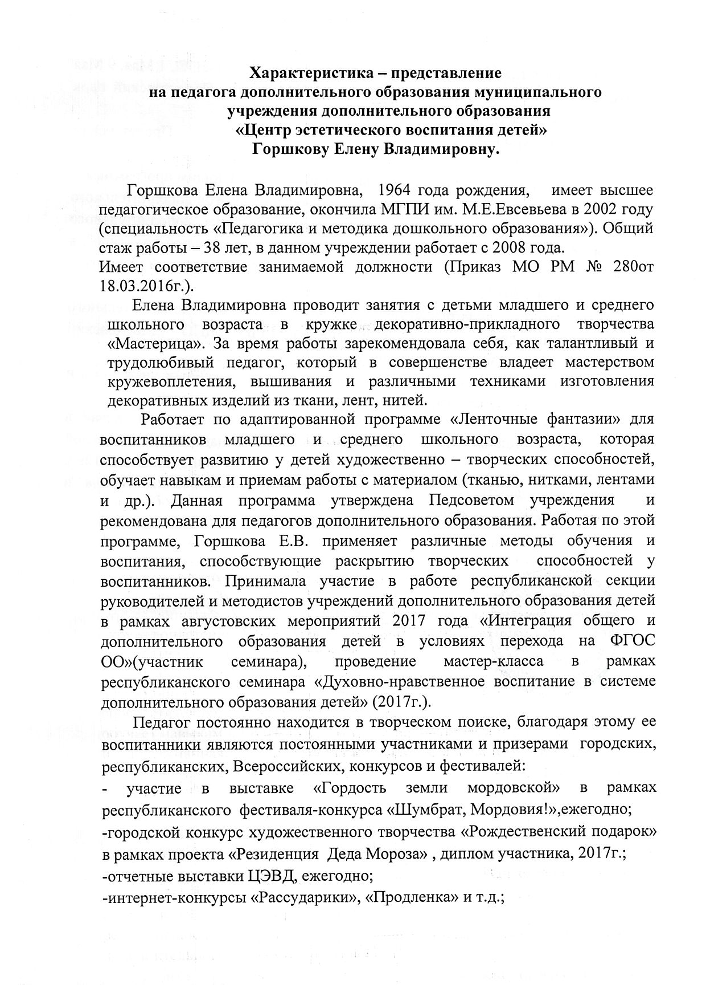 Характеристика – представление
на педагога дополнительного образования муниципального
учреждения дополнительного образования
«Центр эстетического воспитания детей»
Горшкову Елену Владимировну.
Горшкова Елена Владимировна, 1964 года рождения, имеет высшее
педагогическое образование, окончила МГПИ им. М.Е.Евсевьева в 2002 году
(специальность «Педагогика и методика дошкольного образования»). Общий
стаж работы – 38 лет, в данном учреждении работает с 2008 года.
Имеет соответствие занимаемой должности (Приказ МО РМ № 280от
18.03.2016г.).
Елена Владимировна проводит занятия с детьми младшего и среднего
школьного возраста в кружке декоративно-прикладного творчества
«Мастерица». За время работы зарекомендовала себя, как талантливый и
трудолюбивый педагог, который в совершенстве владеет мастерством
кружевоплетения, вышивания и различными техниками изготовления
декоративных изделий из ткани, лент, нитей.
Работает по адаптированной программе «Ленточные фантазии» для
воспитанников младшего и среднего школьного возраста, которая
способствует развитию у детей художественно – творческих способностей,
обучает навыкам и приемам работы с материалом (тканью, нитками, лентами
и др.). Данная программа утверждена Педсоветом учреждения и
рекомендована для педагогов дополнительного образования. Работая по этой
программе, Горшкова Е.В. применяет различные методы обучения и
воспитания, способствующие раскрытию творческих способностей у
воспитанников. Принимала участие в работе республиканской секции
руководителей и методистов учреждений дополнительного образования детей
в рамках августовских мероприятий 2017 года «Интеграция общего и
дополнительного образования детей в условиях перехода на ФГОС
ОО»(участник семинара), проведение мастер-класса в рамках
республиканского семинара «Духовно-нравственное воспитание в системе
дополнительного образования детей» (2017г.).
Педагог постоянно находится в творческом поиске, благодаря этому ее
воспитанники являются постоянными участниками и призерами городских,
республиканских, Всероссийских, конкурсов и фестивалей:
- участие в выставке «Гордость земли мордовской» в рамках
республиканского фестиваля-конкурса «Шумбрат, Мордовия!»,ежегодно;
-городской конкурс художественного творчества «Рождественский подарок»
в рамках проекта «Резиденция Деда Мороза» , диплом участника, 2017г.;
-отчетные выставки ЦЭВД, ежегодно;
-интернет-конкурсы «Рассударики», «Продленка» и т.д.;